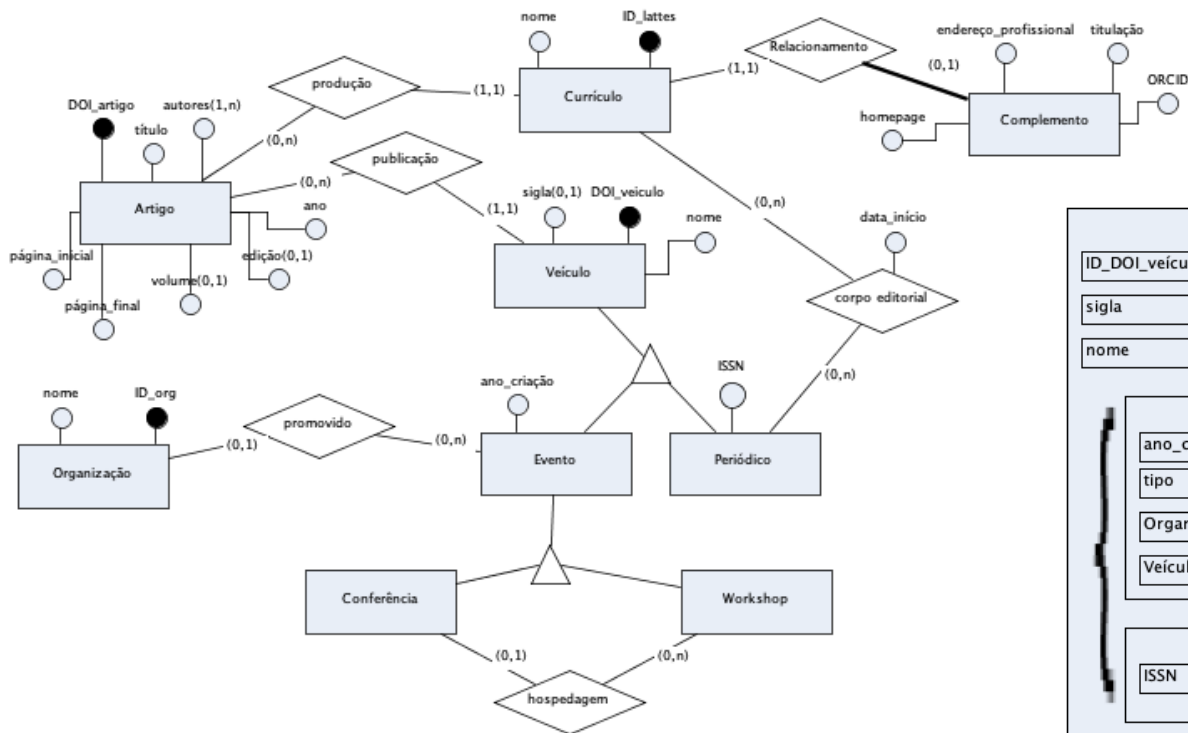 nome
ID_lattes
Relacionamento
endereço_profissional
titulação
(0,1)
(1,1)
ORCID
produção
(1,1)
Currículo
homepage
Complemento
DOI_artigo
autores(1,n)
título
(0,n)
publicação
(0,n)
sigla(0,1)
DOI_veiculo
(0,n)
data_início
Artigo
ano
(1,1)
nome
Veículo
página_inicial
edição(0,1)
volume(0,1)
página_final
corpo editorial
ID_DOI_veícu
sigla
nome
nome
ID_org
ano_criação
ISSN
(0,n)
promovido
(0,1)
(0,n)
Organização
Evento
Periódico
ano_c
tipo
Organ
Veícul
Conferência
Workshop
(0,1)
(0,n)
hospedagem
ISSN